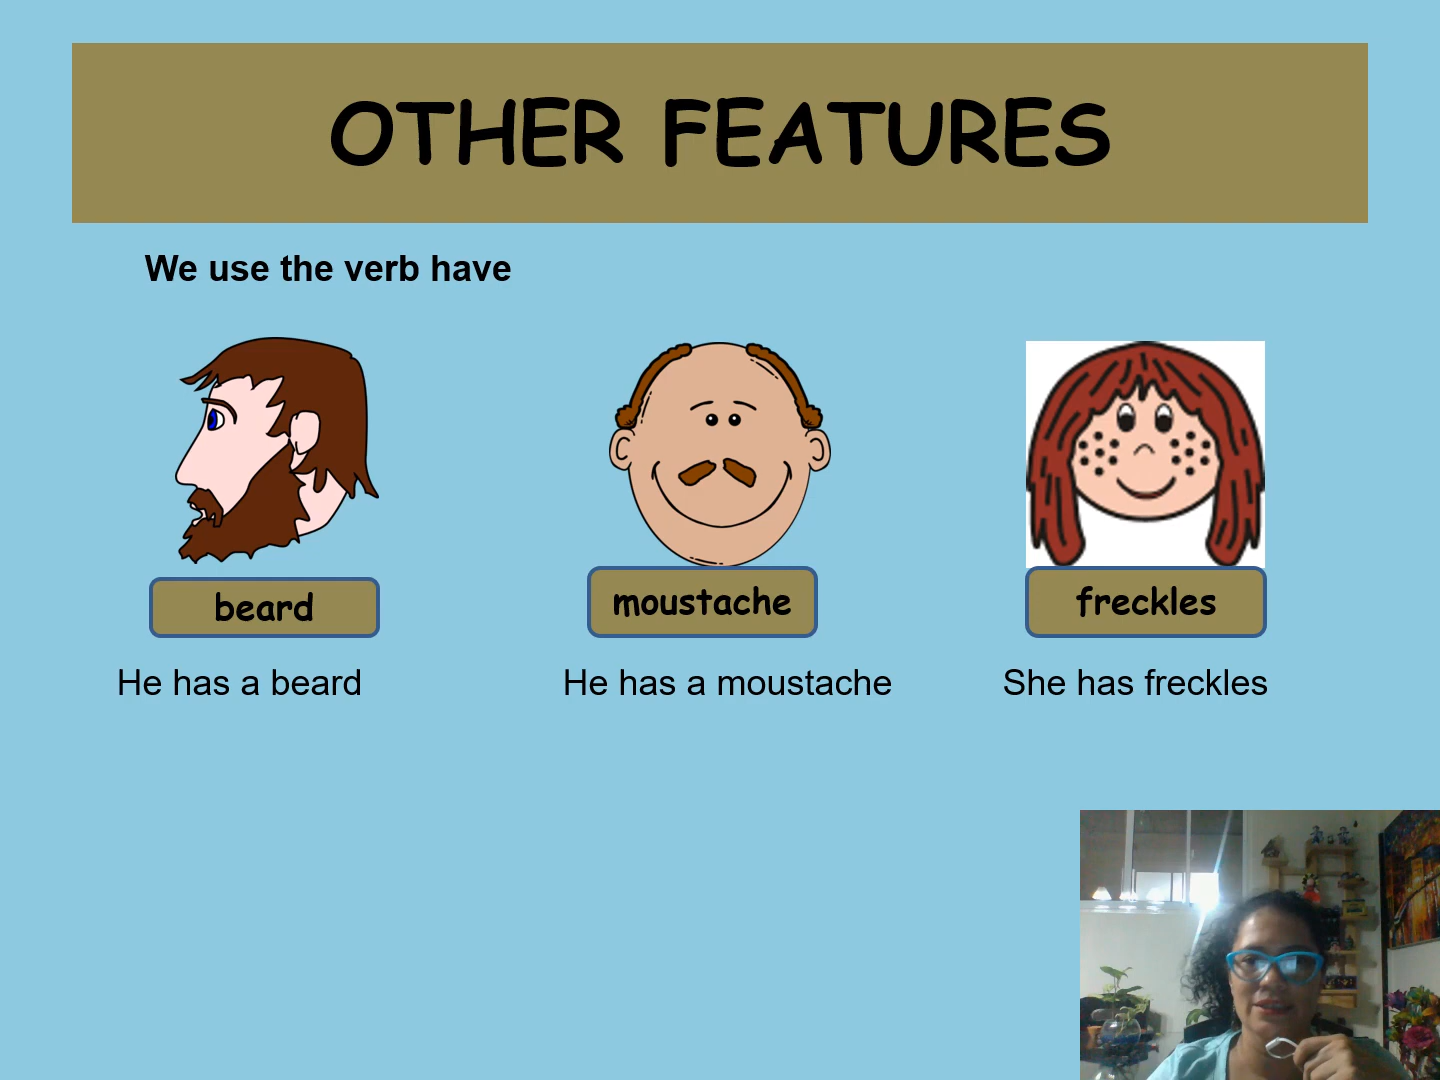 OTHER FEATURES
We use the verb have
beard
moustache
freckles
He has a beard
He has a moustache
She has freckles